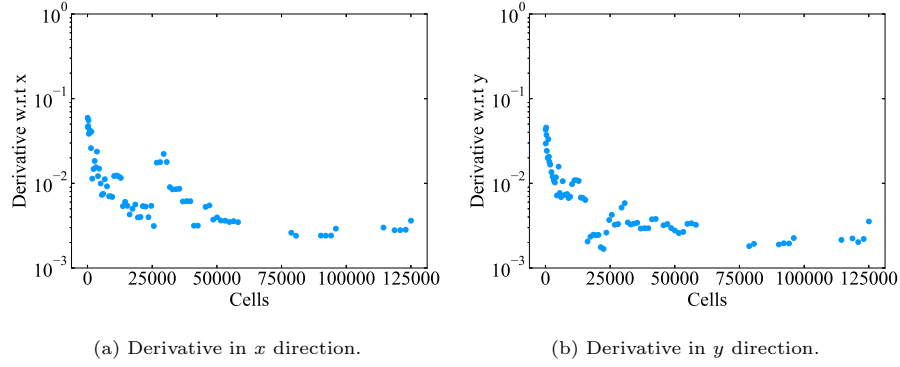 10^0
10^-1
10^-2
10^-3
Derivative w.r.t x
0 25000 50000 75000 100000 125000
Cells
(a) Derivative in x direction.
10^0
10^-1
10^-2
10^-3
Derivative w.r.t y
0 25000 50000 75000 100000 125000
Cells
(b) Derivative in y direction.